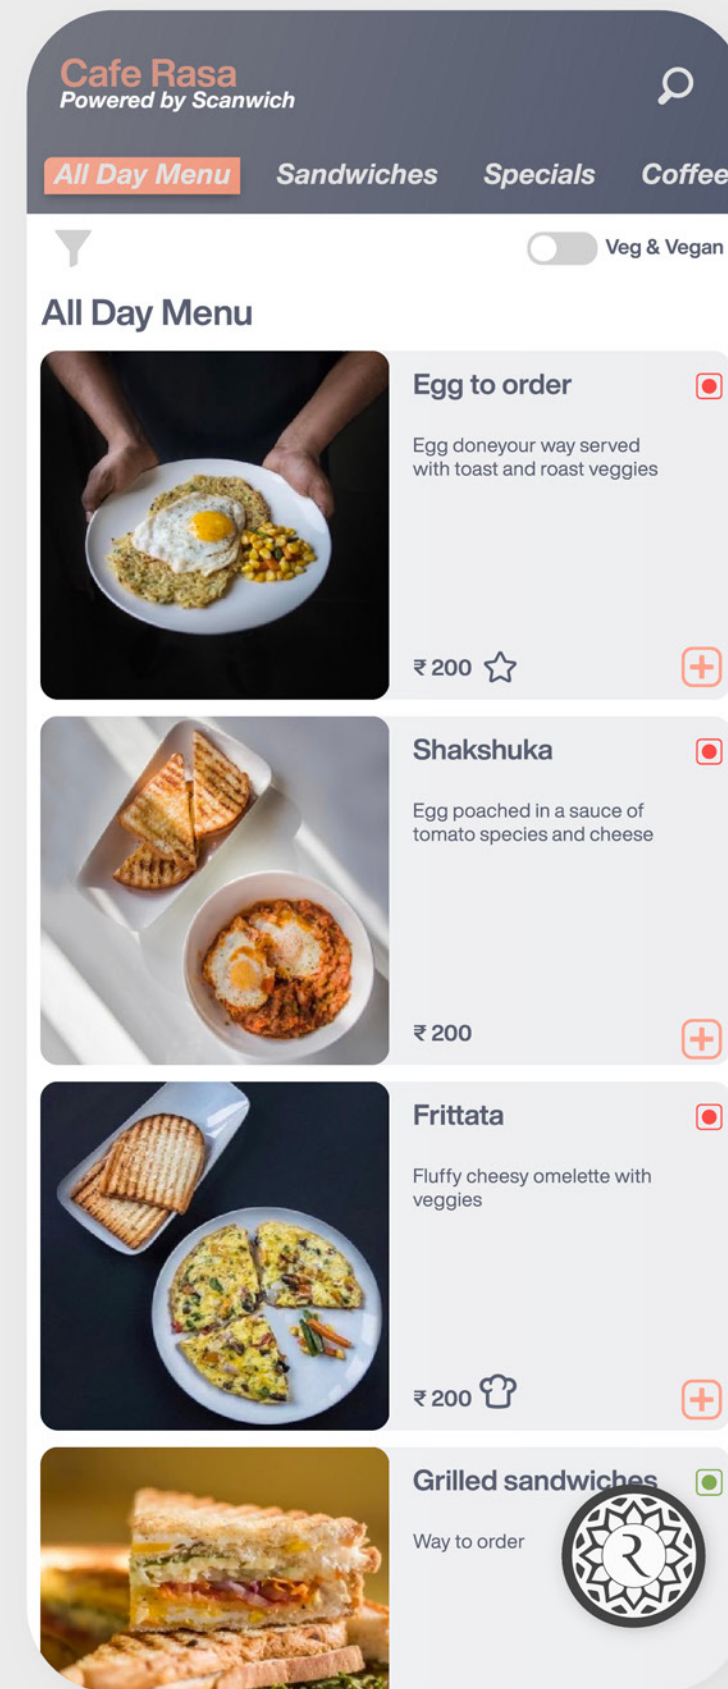 Cafe Rasa
Powered by Scanwich
All Day Menu Sandwiches Specials Coffee
Veg & Vegan
All Day Menu
Egg to order
Egg doneyour way served
with toast and roast veggies
₹ 200
Shakshuka
Egg poached in a sauce of
tomato species and cheese
₹ 200
Frittata
Fluffy cheesy omelette with
veggies
₹ 200
Grilled sandwiches
Way to order
R